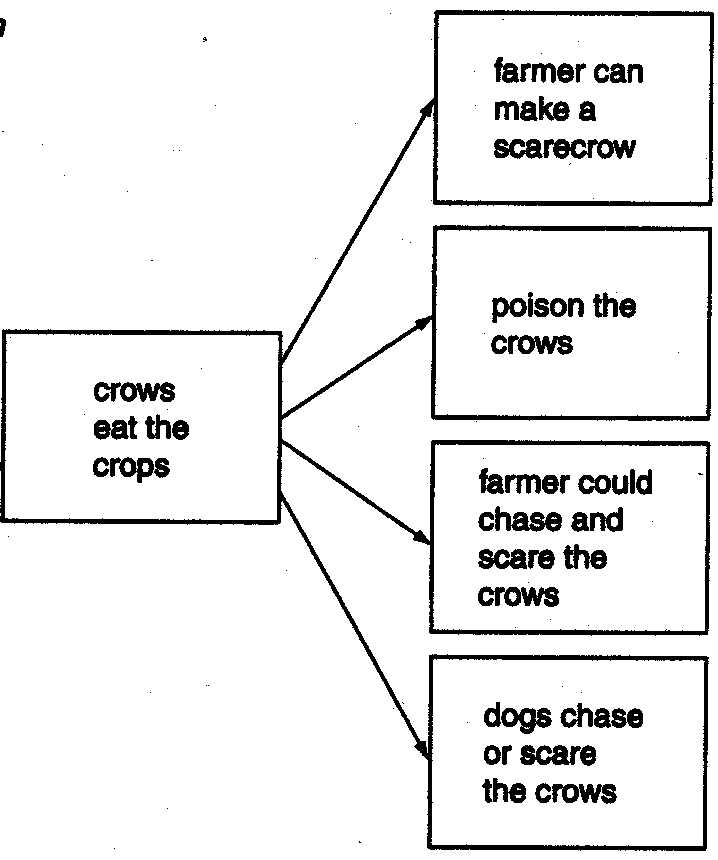 farmer can
make a
scarecrow
poison the
crows
crows
eat the
crops
farmer could
chase and
scare the
crows
dogs chase
or scare
the crows